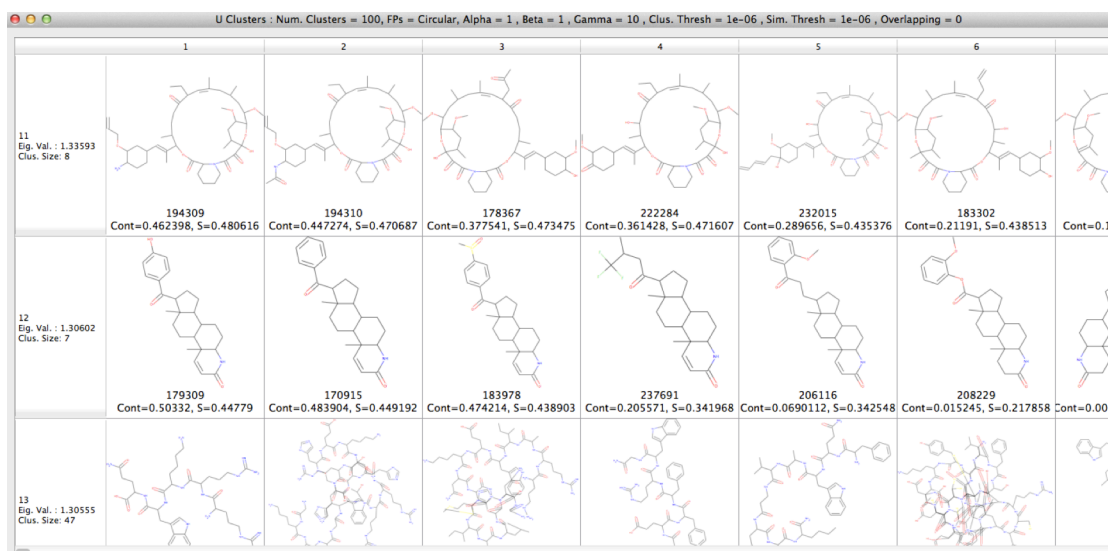 U Clusters : Num. Clusters = 100, FPs = Circular, Alpha = 1 , Beta = 1 , Gamma = 10 , Clus. Thresh = 1e-06 , Sim. Thresh = 1e-06 , Overlapping = 0
1 2 3 4 5 6
11
Eig. Val. : 1.33593
Clus. Size: 8
194309 194310 178367 222284 232015 183302
Cont=0.462398, S=0.480616 Cont=0.447274, S=0.470687 Cont=0.377541, S=0.473475 Cont=0.361428, S=0.471607 Cont=0.289656, S=0.435376 Cont=0.21191, S=0.438513 Cont=0.1
12
Eig. Val. : 1.30602
Clus. Size: 7
179309 170915 183978 237691 206116 208229
Cont=0.50332, S=0.44779 Cont=0.483904, S=0.449192 Cont=0.474214, S=0.438903 Cont=0.205571, S=0.341968 Cont=0.0690112, S=0.342548 Cont=0.015245, S=0.217858 Cont=0.00
13
Eig. Val. : 1.30555
Clus. Size: 47